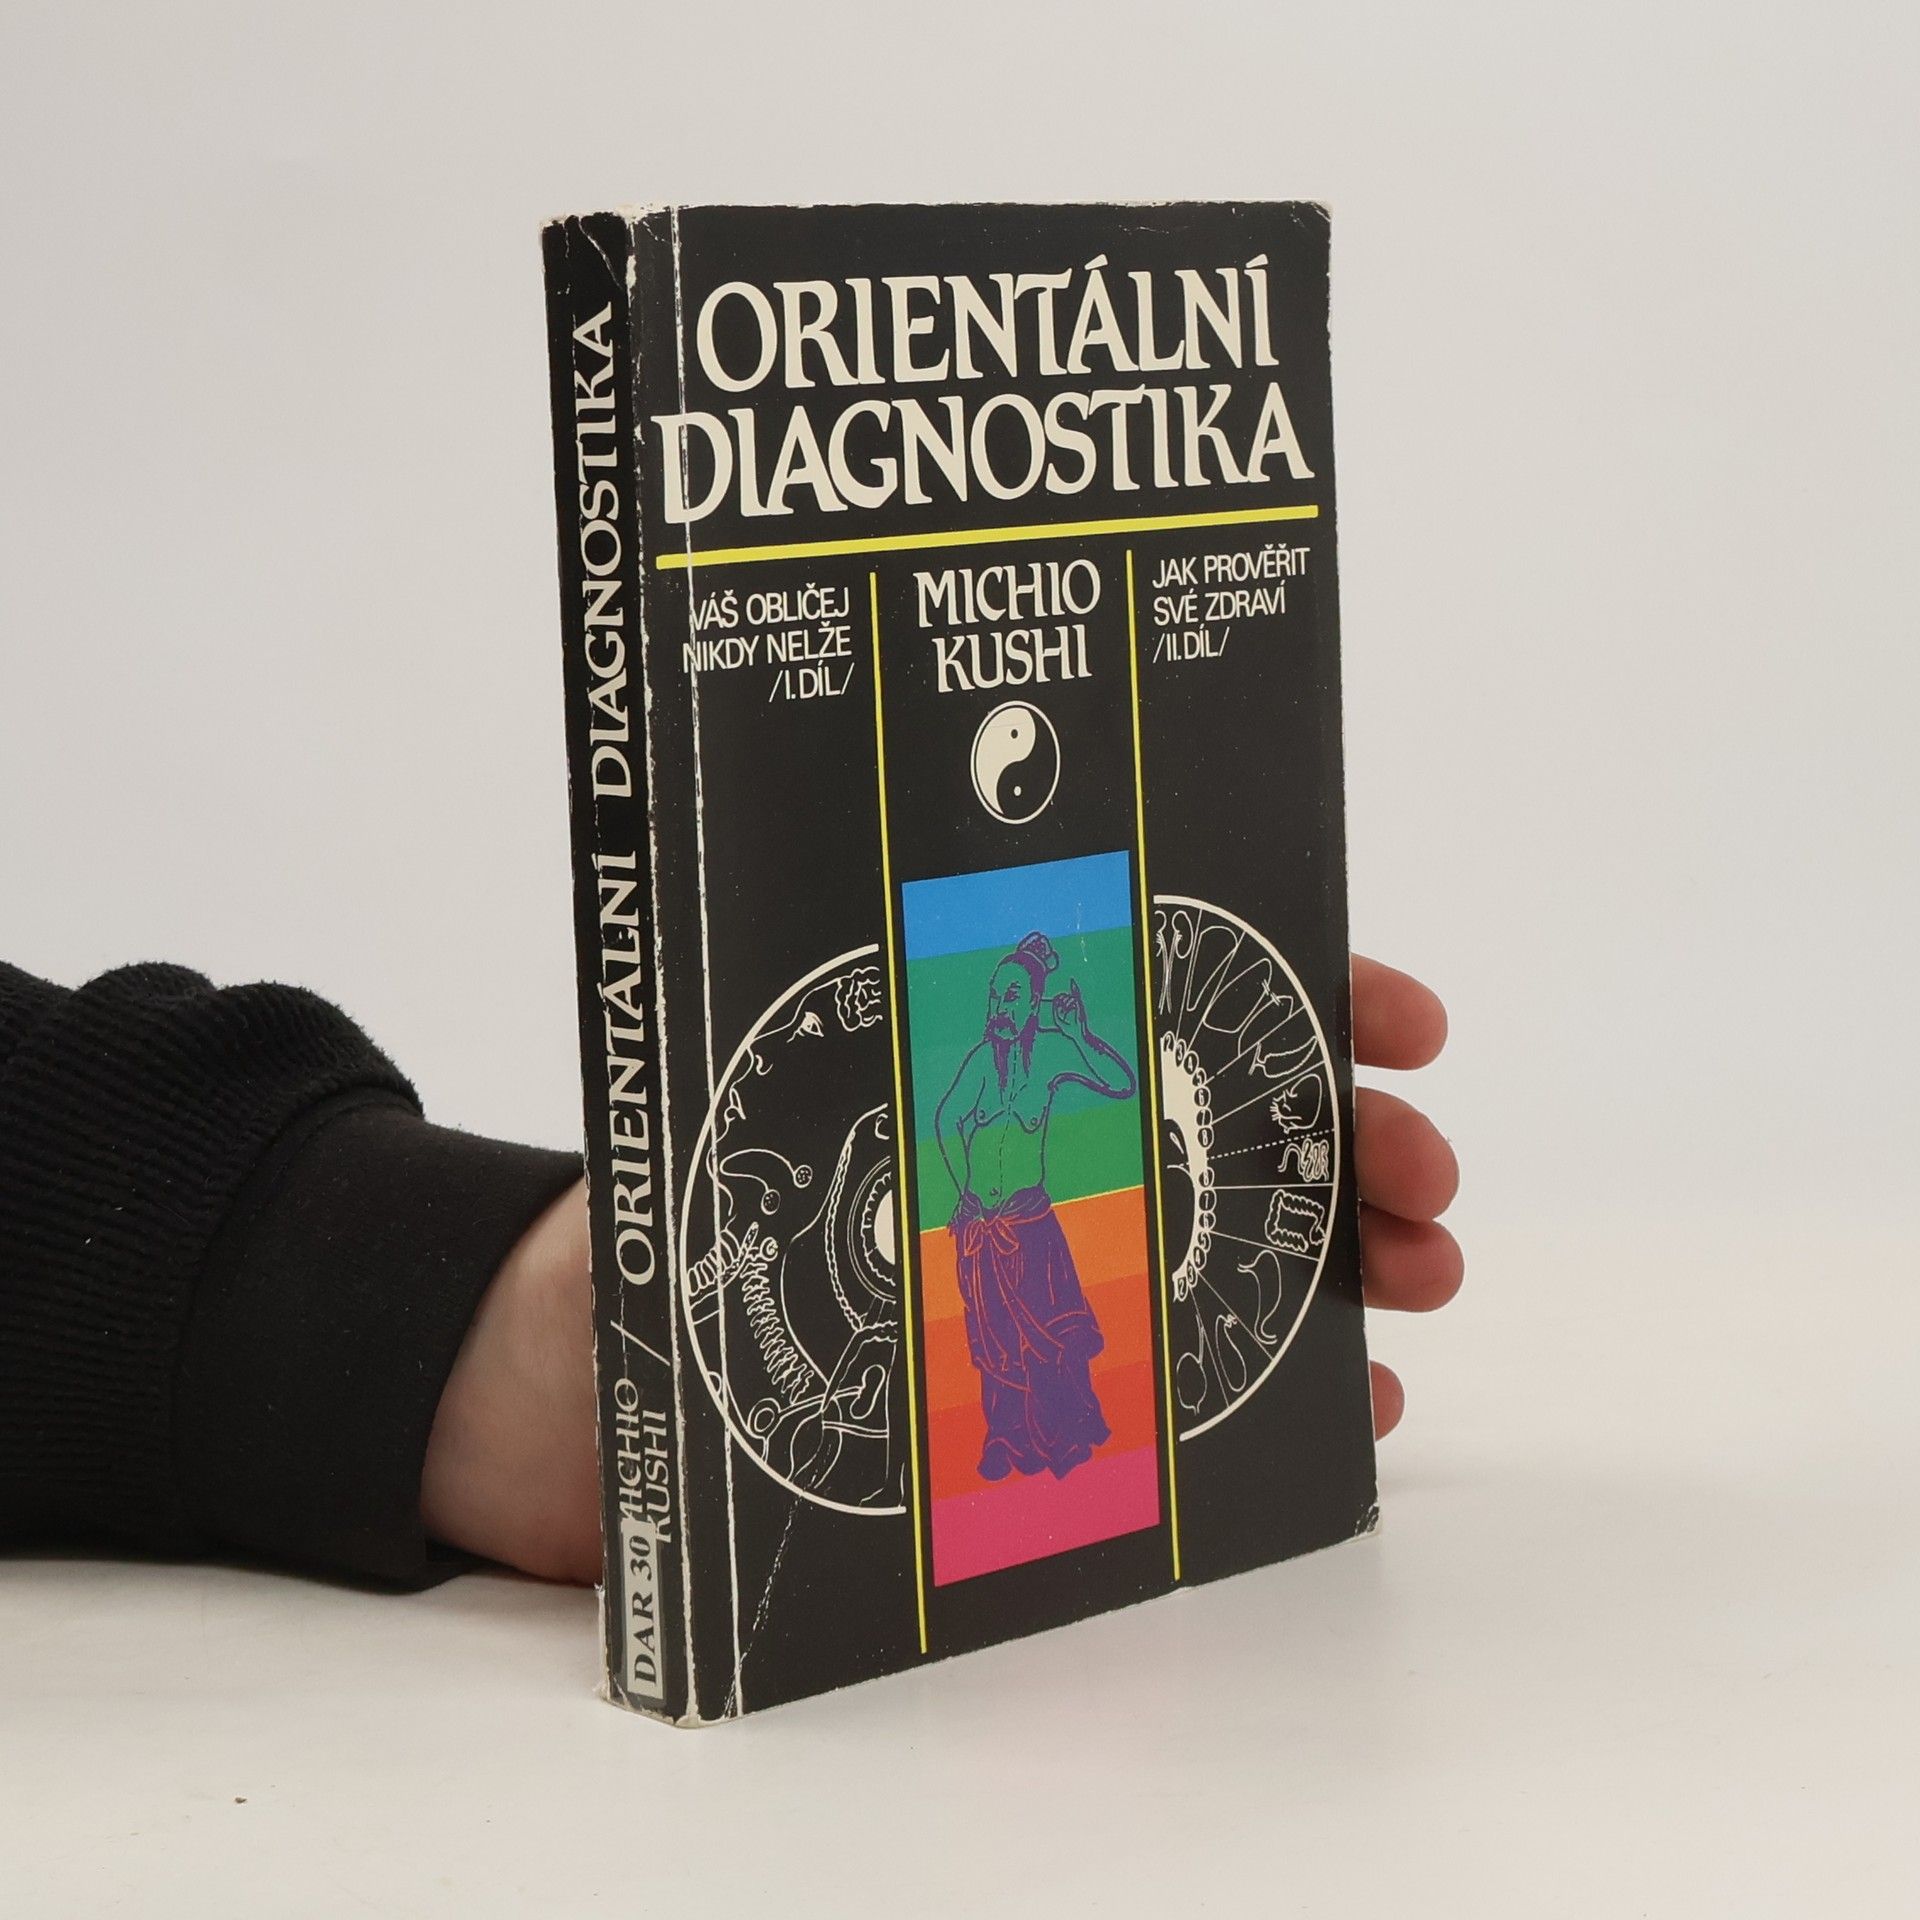 ORIENTÁLNÍ
DIAGNOSTIKA
VÁŠ OBLIČEJ
NIKDY NELŽE
/I.DÍL/
MICHIO
KUSHI
JAK PROVĚŘIT
SVÉ ZDRAVÍ
/II.DÍL/
MICHIO
KUSHI
/ ORIENTÁLNÍ DIAGNOSTIKA
DAR 30